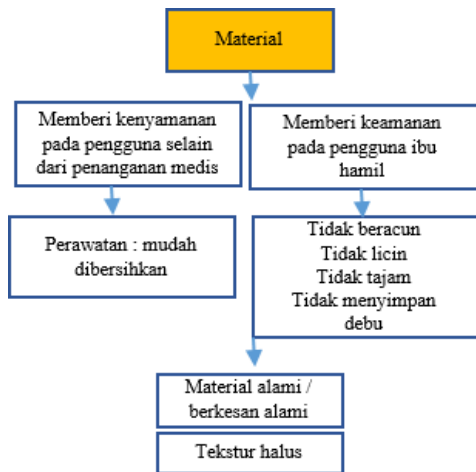 Material
Memberi kenyamanan
pada pengguna selain
dari penanganan medis
Memberi keamanan
pada pengguna ibu
hamil
Perawatan : mudah
dibersihkan
Tidak beracun
Tidak licin
Tidak tajam
Tidak menyimpan
debu
Material alami /
berkesan alami
Tekstur halus